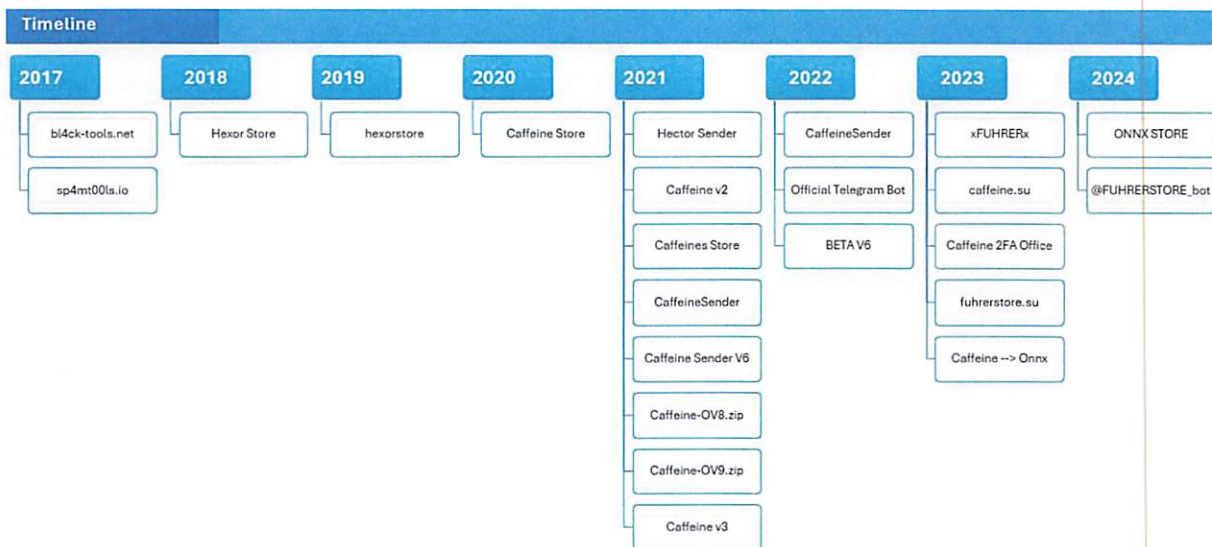 Timeline
2017
bl4ck-tools.net
sp4mt00ls.io
2018
Hexor Store
2019
hexorstore
2020
Caffeine Store
2021
Hector Sender
Caffeine v2
Caffeines Store
CaffeineSender
Caffeine Sender V6
Caffeine-OV8.zip
Caffeine-OV9.zip
Caffeine v3
2022
CaffeineSender
Official Telegram Bot
BETA V6
2023
xFUHRERx
caffeine.su
Caffeine 2FA Office
fuhrerstore.su
Caffeine --> Onnx
2024
ONNX STORE
@FUHRERSTORE_bot